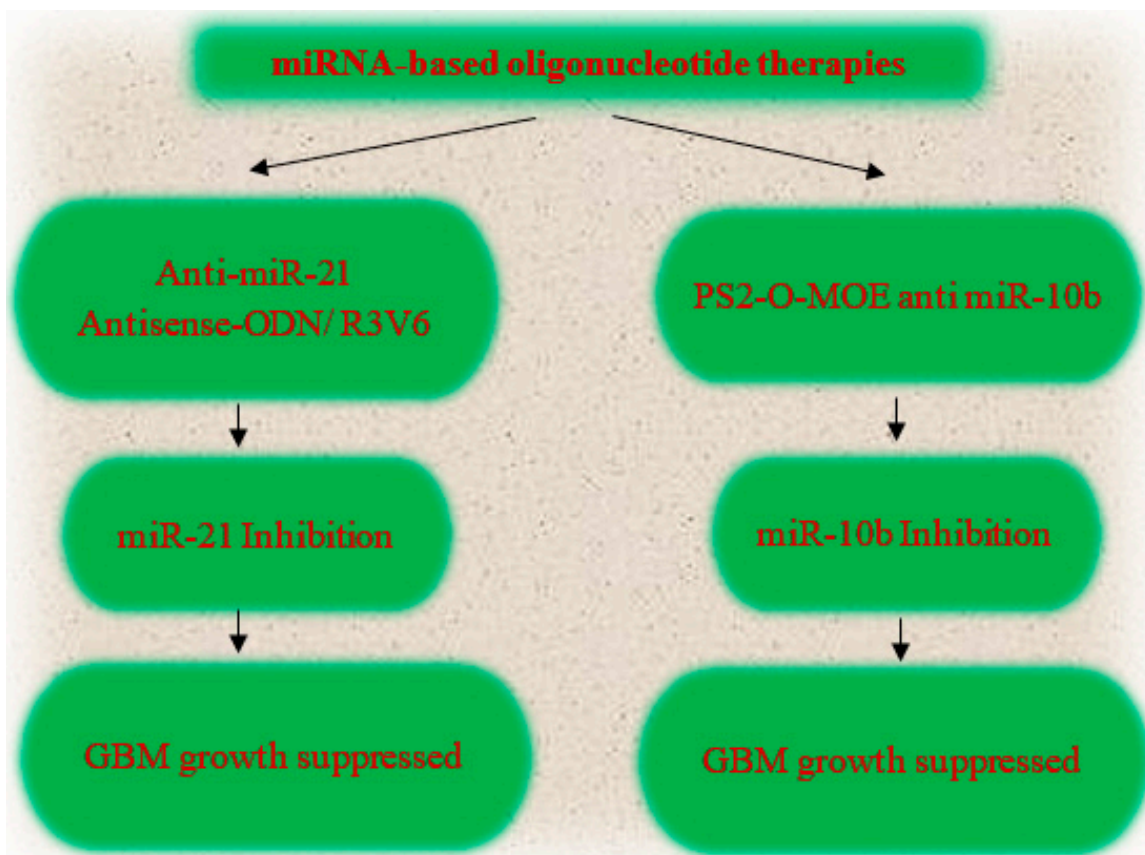 miRNA-based oligonucleotide therapies
Anti-miR-21
Antisense-ODN/ R3V6
PS2-O-MOE anti miR-10b
miR-21 Inhibition
miR-10b Inhibition
GBM growth suppressed
GBM growth suppressed